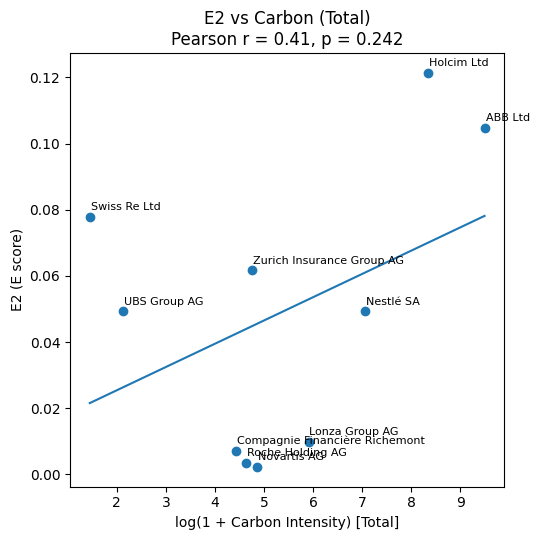 E2 vs Carbon (Total)
Pearson r = 0.41, p = 0.242
Holcim Ltd
ABB Ltd
Swiss Re Ltd
Zurich Insurance Group AG
UBS Group AG
Nestlé SA
Lonza Group AG
Compagnie Financière Richemont
Roche Holding AG
Novartis AG
0.12
0.10
0.08
0.06
0.04
0.02
0.00
E2 (E score)
2 3 4 5 6 7 8 9
log(1 + Carbon Intensity) [Total]